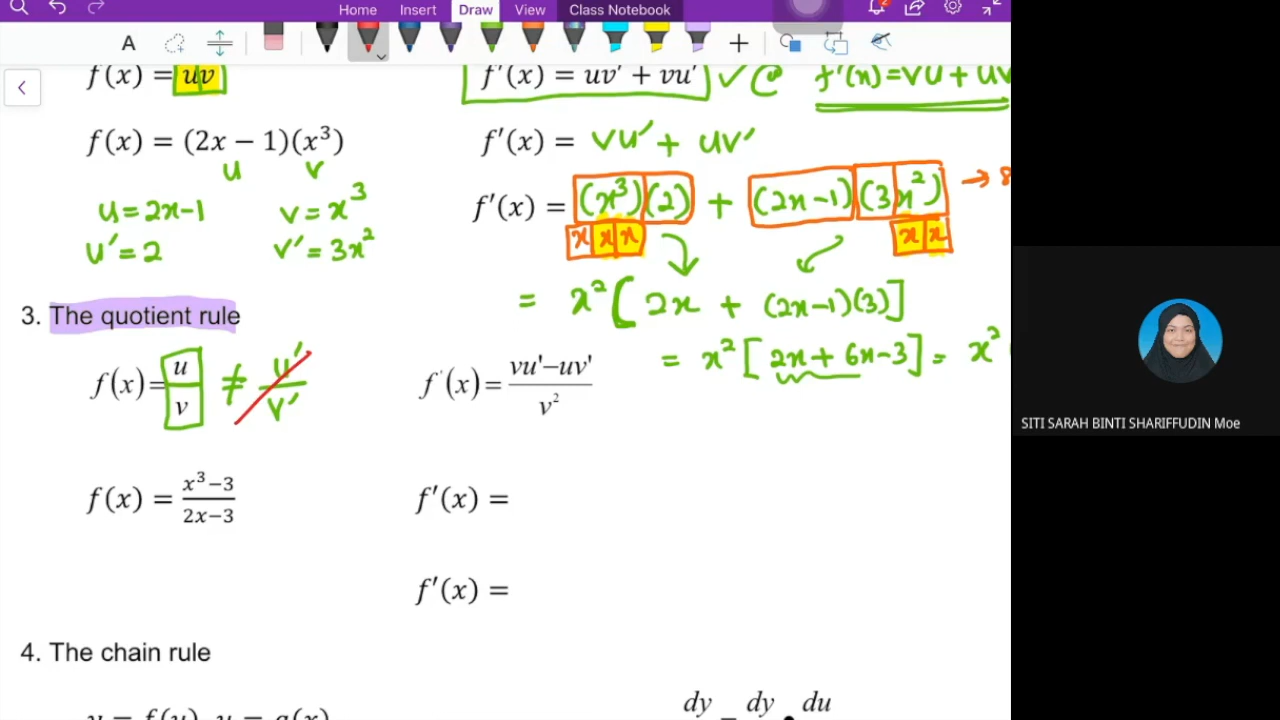 Home Insert Draw View Class Notebook
2
A
f(x) = uv f'(x) = uv' + vu' ✓@ f'(x)=vu + uv
f(x) = (2x − 1)(x³) f'(x) = vu' + uv'
u v
f'(x) = (x³)(2) + (2x−1)(3x²) → 8
x x x x x
u = 2x−1 v = x³
u' = 2 v' = 3x²
= x² [ 2x + (2x−1)(3)]
3. The quotient rule
= x² [ 2x + 6x−3] = x²
f(x)= u/v ≠ u'/v' f'(x)= vu'−uv'/v²
SITI SARAH BINTI SHARIFFUDIN Moe
f(x) = x³−3/2x−3 f'(x) =
f'(x) =
4. The chain rule
y = f(u), u = g(x) dy = dy . du